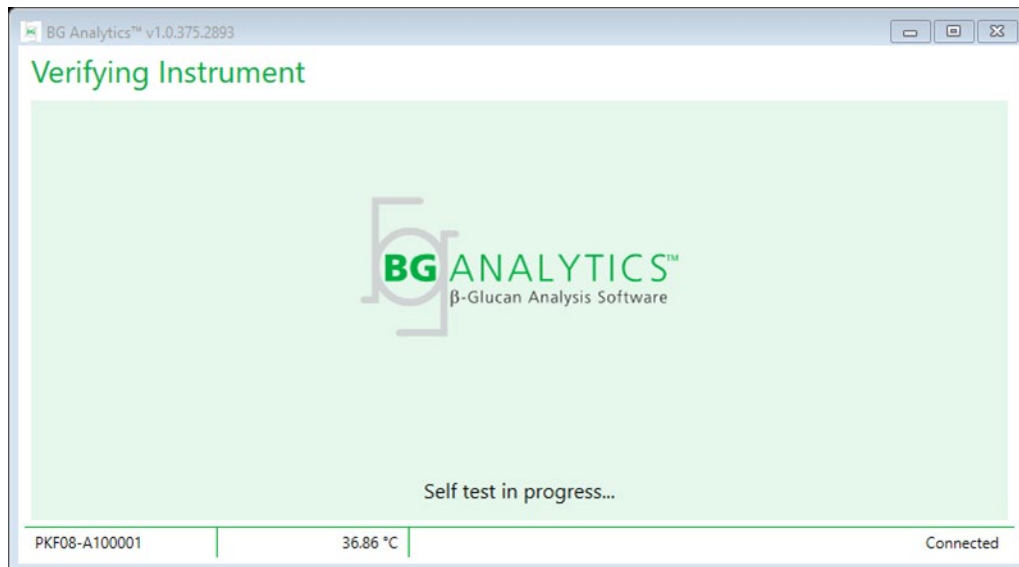 BG Analytics™ v1.0.375.2893
Verifying Instrument
BG ANALYTICS™
β-Glucan Analysis Software
Self test in progress...
PKF08-A100001 36.86 °C Connected